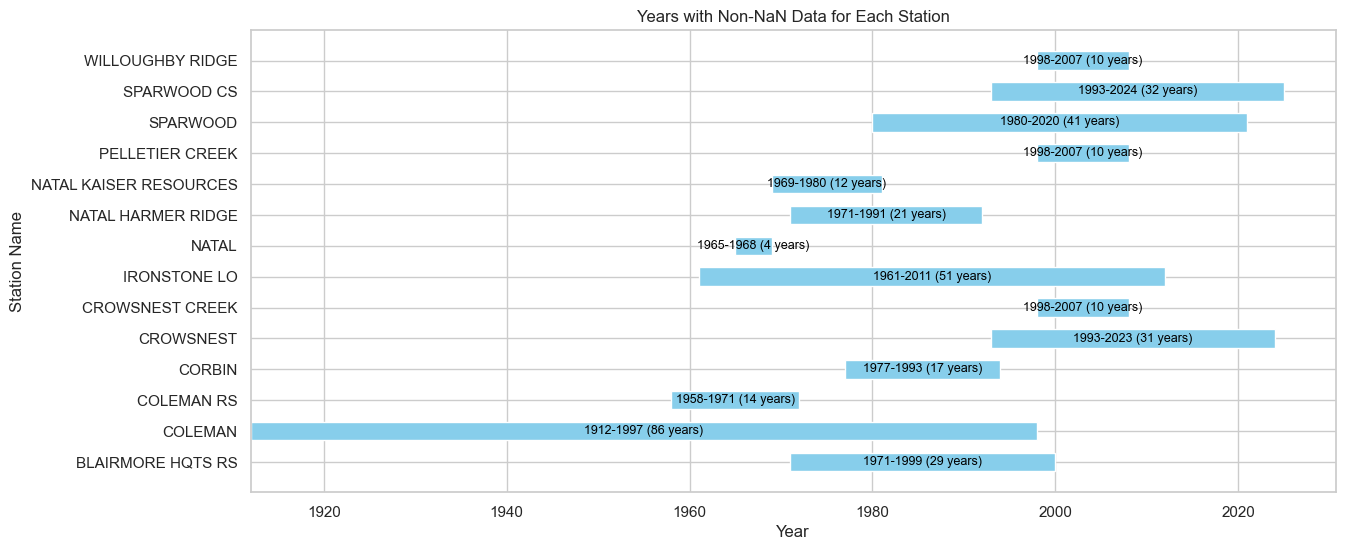 Years with Non-NaN Data for Each Station
Station Name
WILLOUGHBY RIDGE
1998-2007 (10 years)
SPARWOOD CS
1993-2024 (32 years)
SPARWOOD
1980-2020 (41 years)
PELLETIER CREEK
1998-2007 (10 years)
NATAL KAISER RESOURCES
1969-1980 (12 years)
NATAL HARMER RIDGE
1971-1991 (21 years)
NATAL
1965-1968 (4 years)
IRONSTONE LO
1961-2011 (51 years)
CROWSNEST CREEK
1998-2007 (10 years)
CROWSNEST
1993-2023 (31 years)
CORBIN
1977-1993 (17 years)
COLEMAN RS
1958-1971 (14 years)
COLEMAN
1912-1997 (86 years)
BLAIRMORE HQTS RS
1971-1999 (29 years)
1920 1940 1960 1980 2000 2020
Year